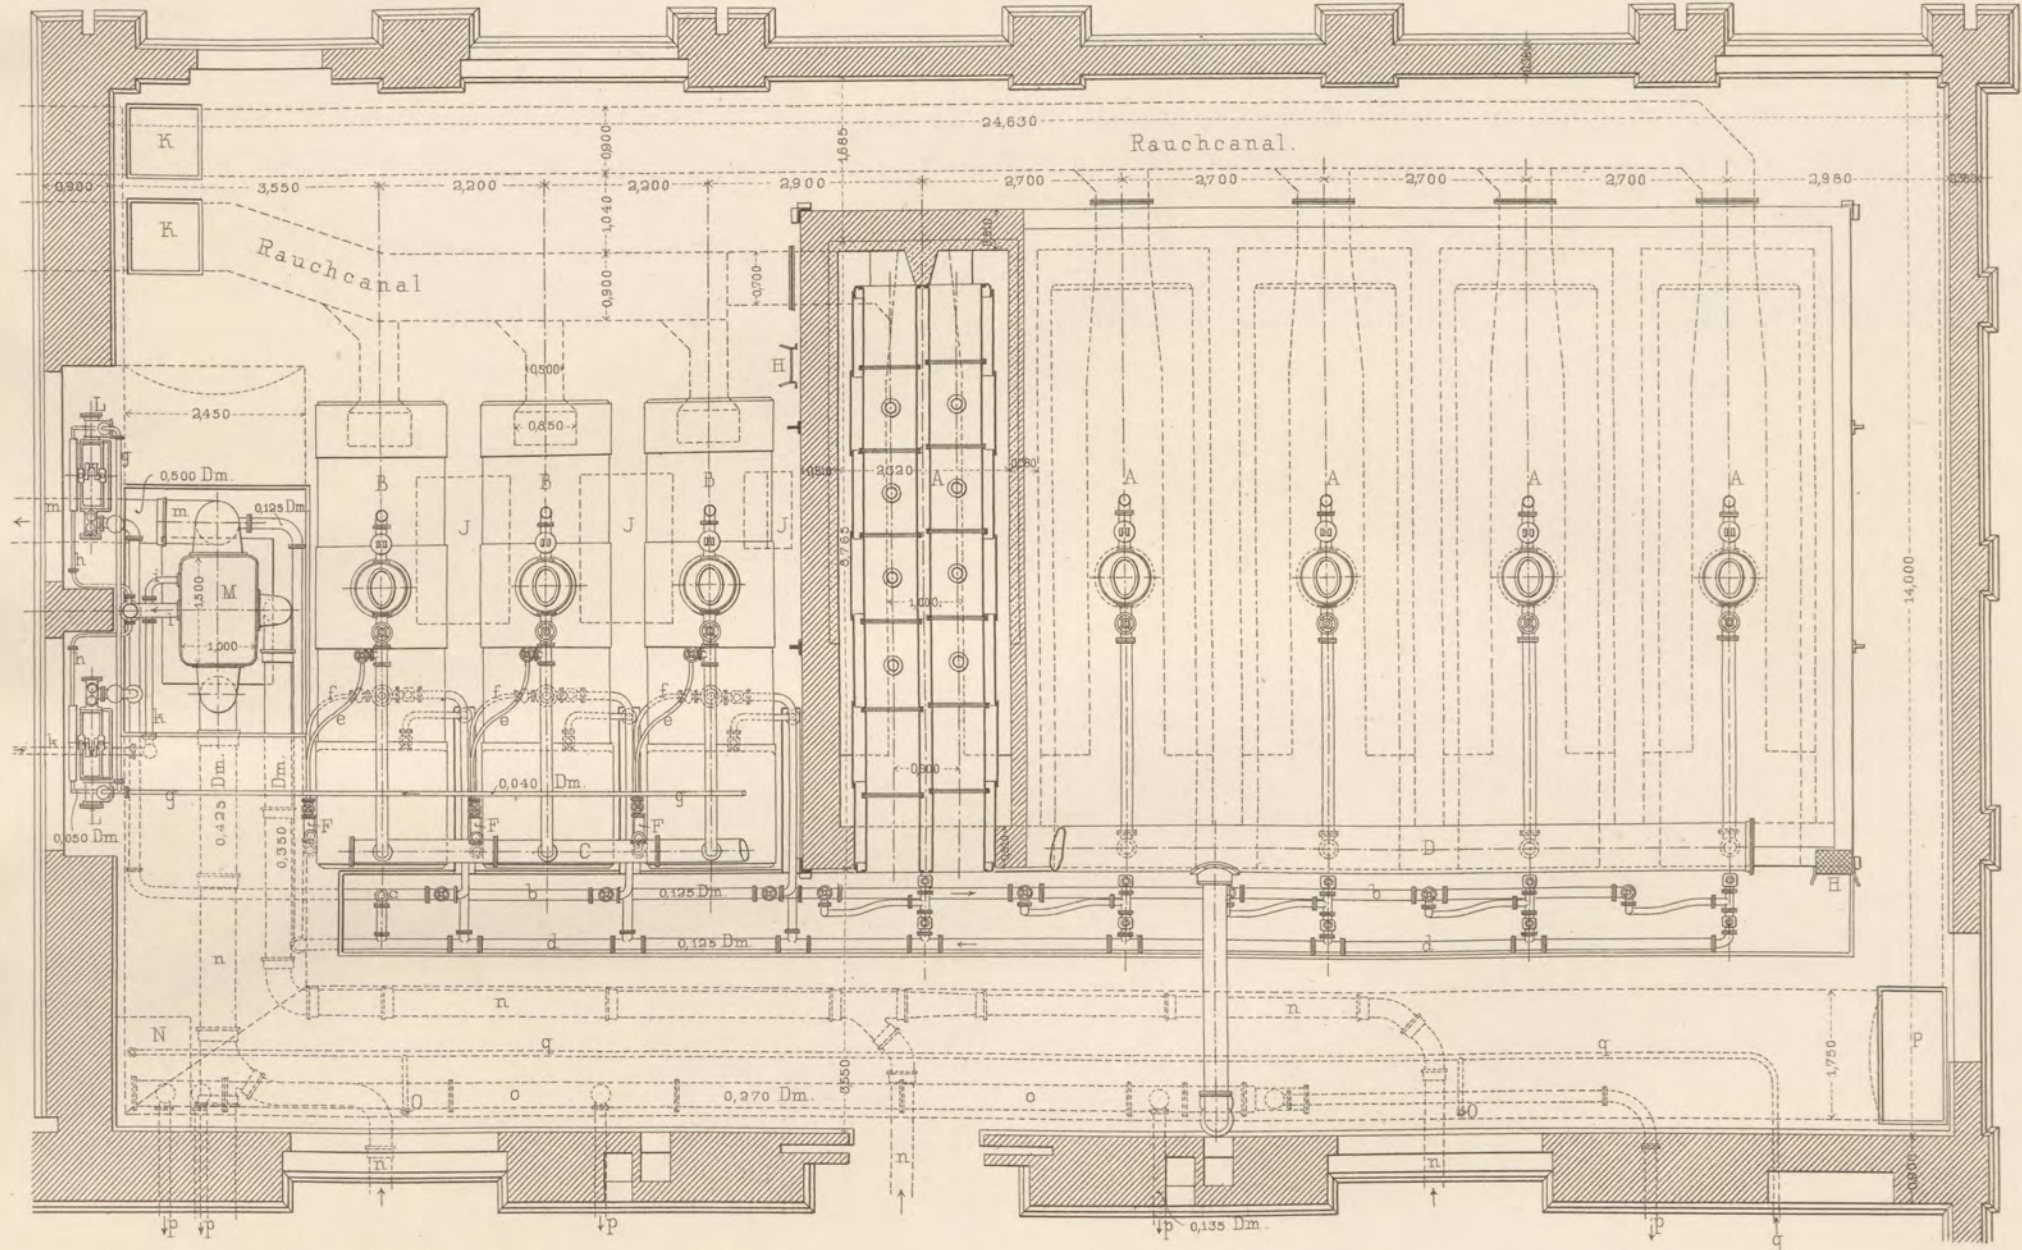 24,630
Rauchcanal.
K
0,900
1,685
3,550
2,200
2,200
2,900
2,700
2,700
2,700
2,700
2,980
K
1,040
Rauchcanal
0,900
0,700
H
0,500
2,450
L
0,850
g
0,500 Dm.
B
B
B
2520
A
A
A
A
A
m
J
m
0,125 Dm
J
J
J
8,765
14,000
h
i
1,500
M
1,000
1,000
i
h
f
f
f
e
e
e
k
k
0,800
Dm.
Dm
0,040 Dm.
g
g
L
0,050 Dm
0,425
0,350
F
F
F
C
D
H
c
b
0,125 Dm.
b
d
0,125 Dm.
d
n
n
n
N
q
q
1,750
P
3,550
O
o
0,270 Dm.
o
O
n
n
n
0,900
p
p
p
p
0,135 Dm.
p
q